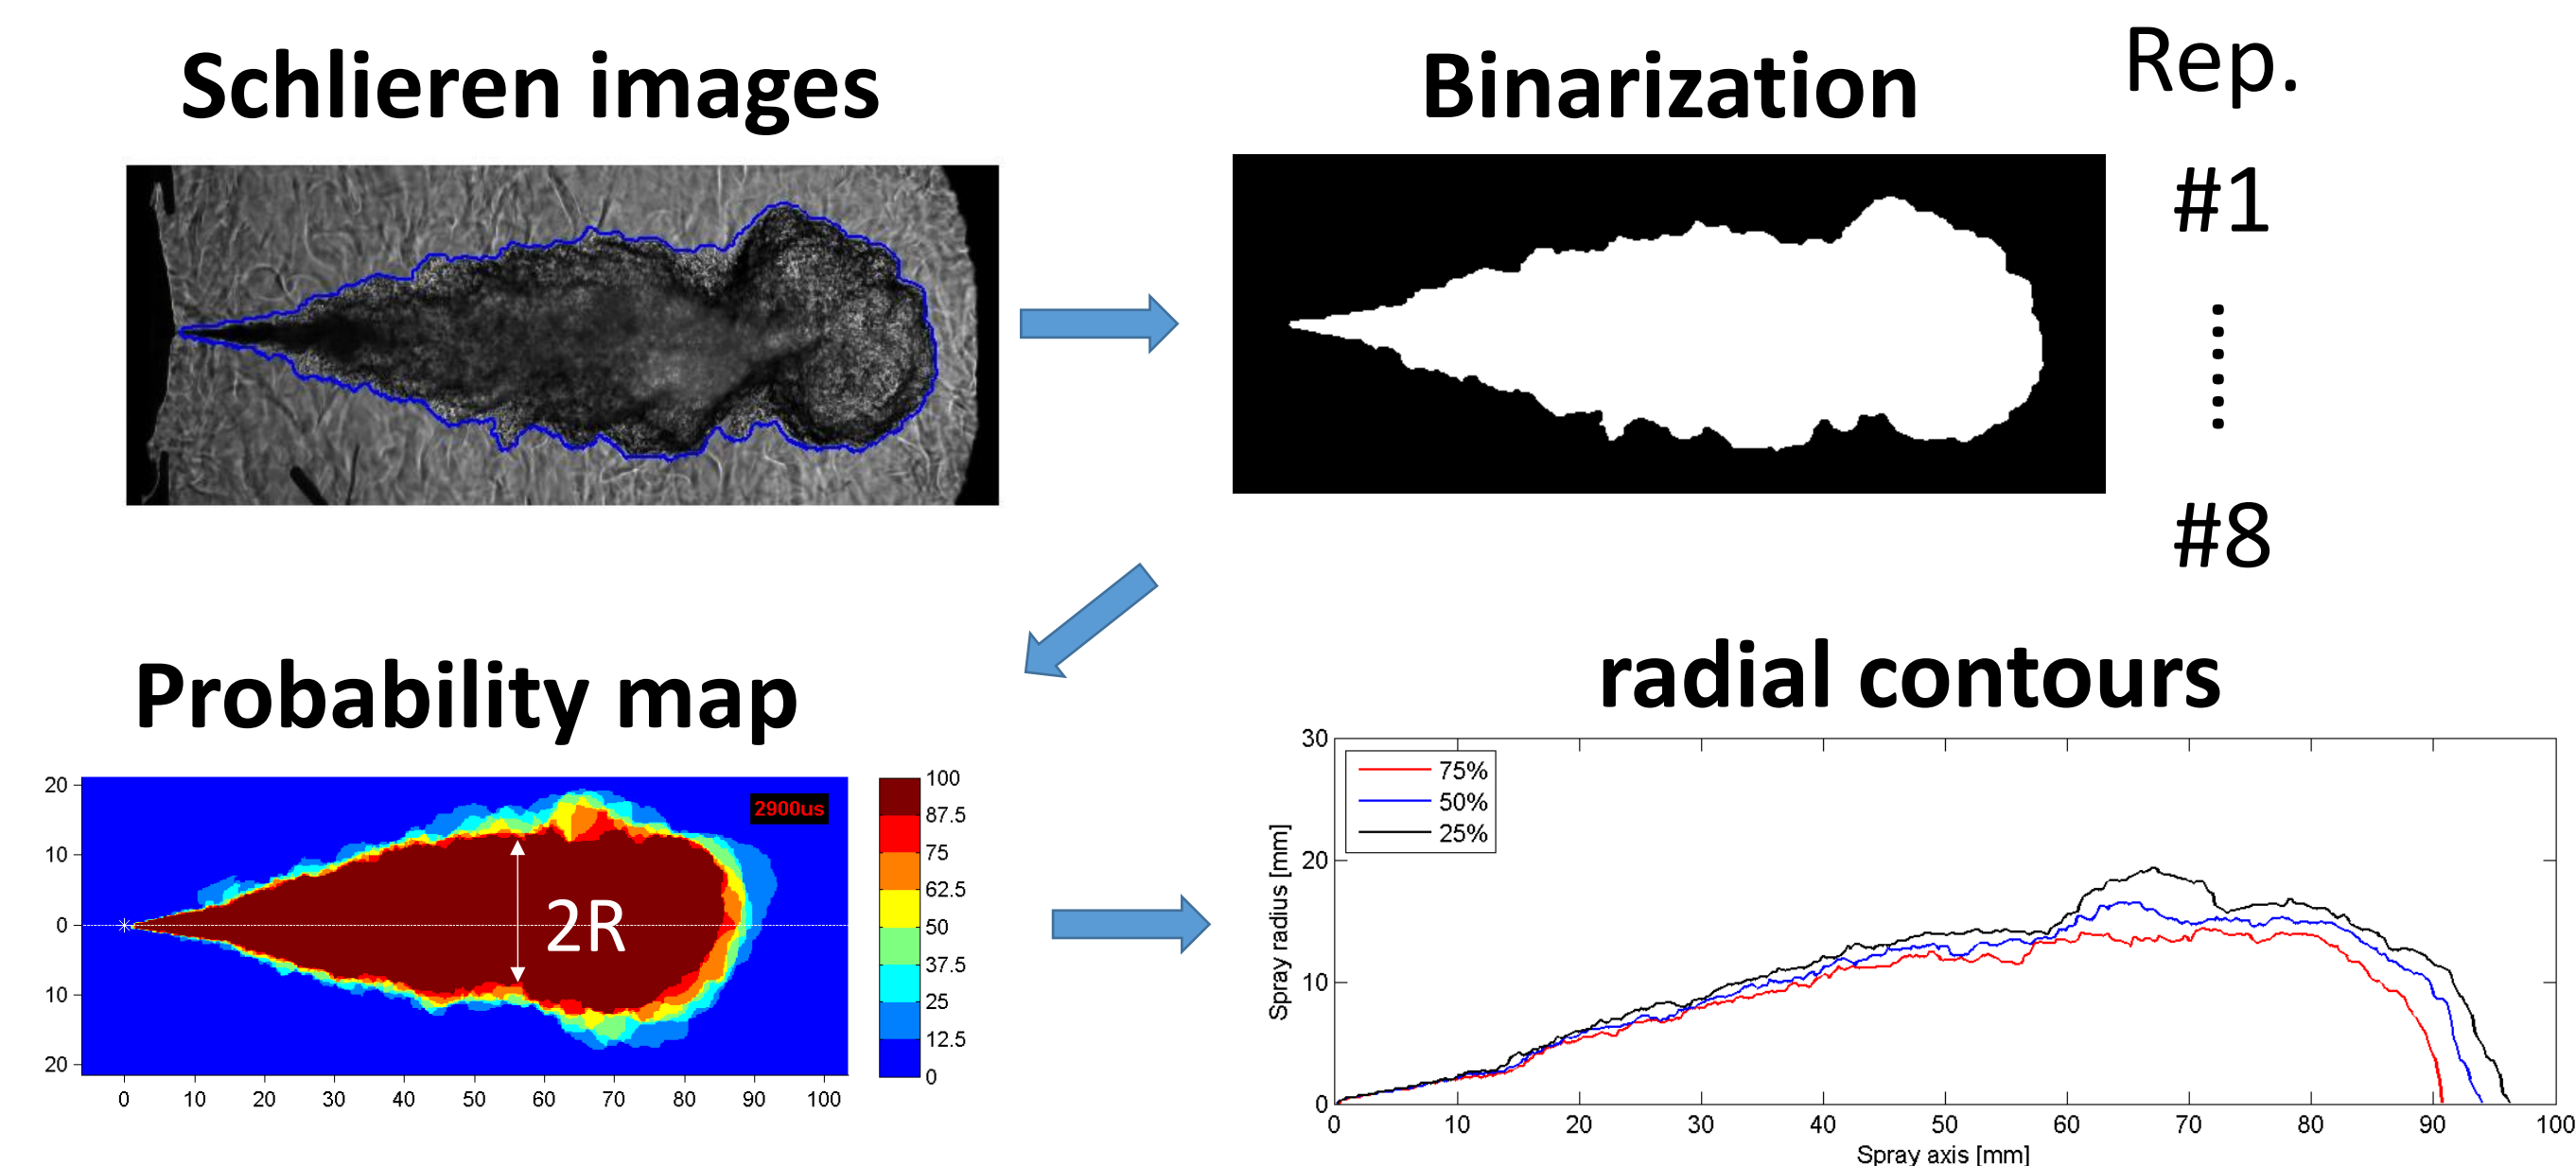 Schlieren images
Binarization
Rep.
#1
#8
Probability map
radial contours
20
10
0
10
20
0 10 20 30 40 50 60 70 80 90 100
2900us
2R
100
87.5
75
62.5
50
37.5
25
12.5
0
30
20
10
0
Spray radius [mm]
75%
50%
25%
0 10 20 30 40 50 60 70 80 90 100
Spray axis [mm]